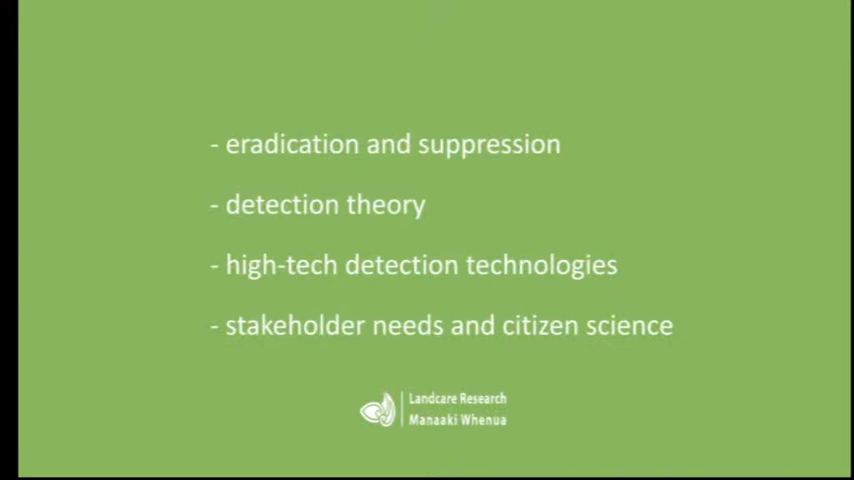 - eradication and suppression
- detection theory
- high-tech detection technologies
- stakeholder needs and citizen science
Landcare Research
Manaaki Whenua